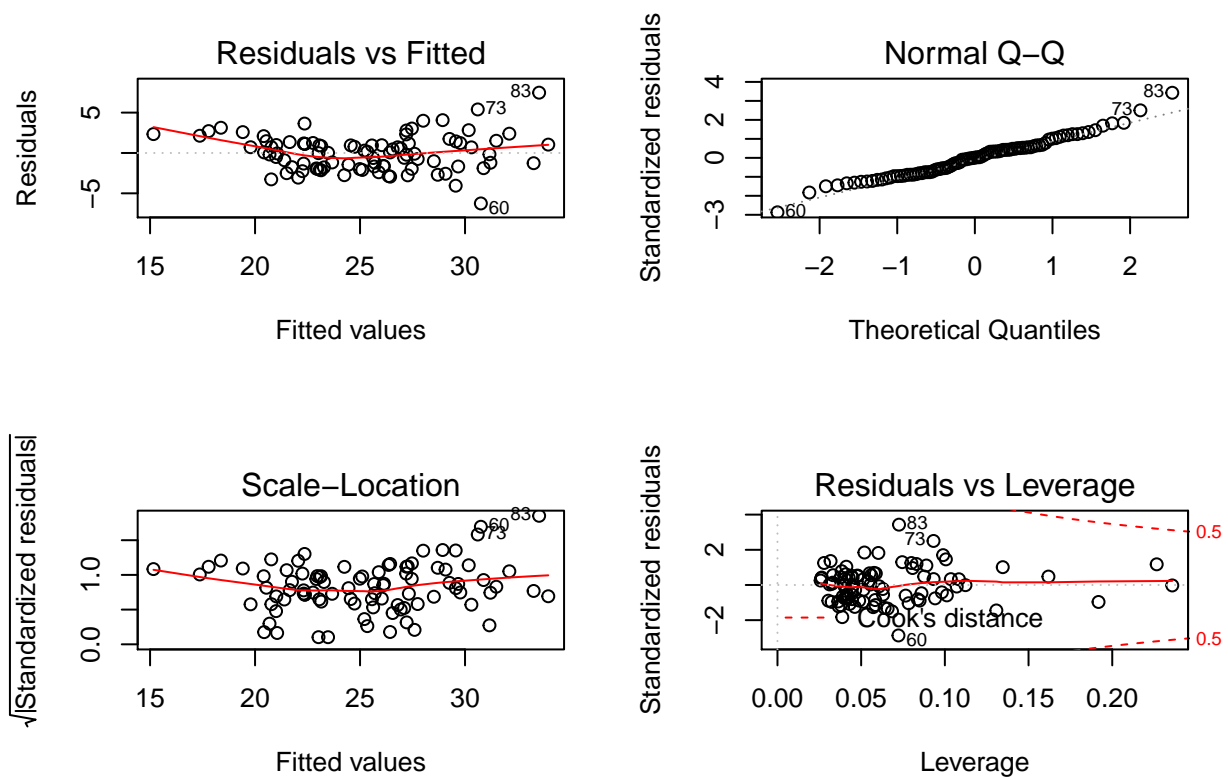 Residuals vs Fitted
Residuals
5
−5
83
73
60
15 20 25 30
Fitted values
Normal Q−Q
Standardized residuals
4
2
0
−3
83
73
60
−2 −1 0 1 2
Theoretical Quantiles
Scale−Location
√|Standardized residuals|
1.0
0.0
83
60
73
15 20 25 30
Fitted values
Residuals vs Leverage
Standardized residuals
2
0
−2
83
73
60
Cook's distance
0.5
0.5
0.00 0.05 0.10 0.15 0.20
Leverage